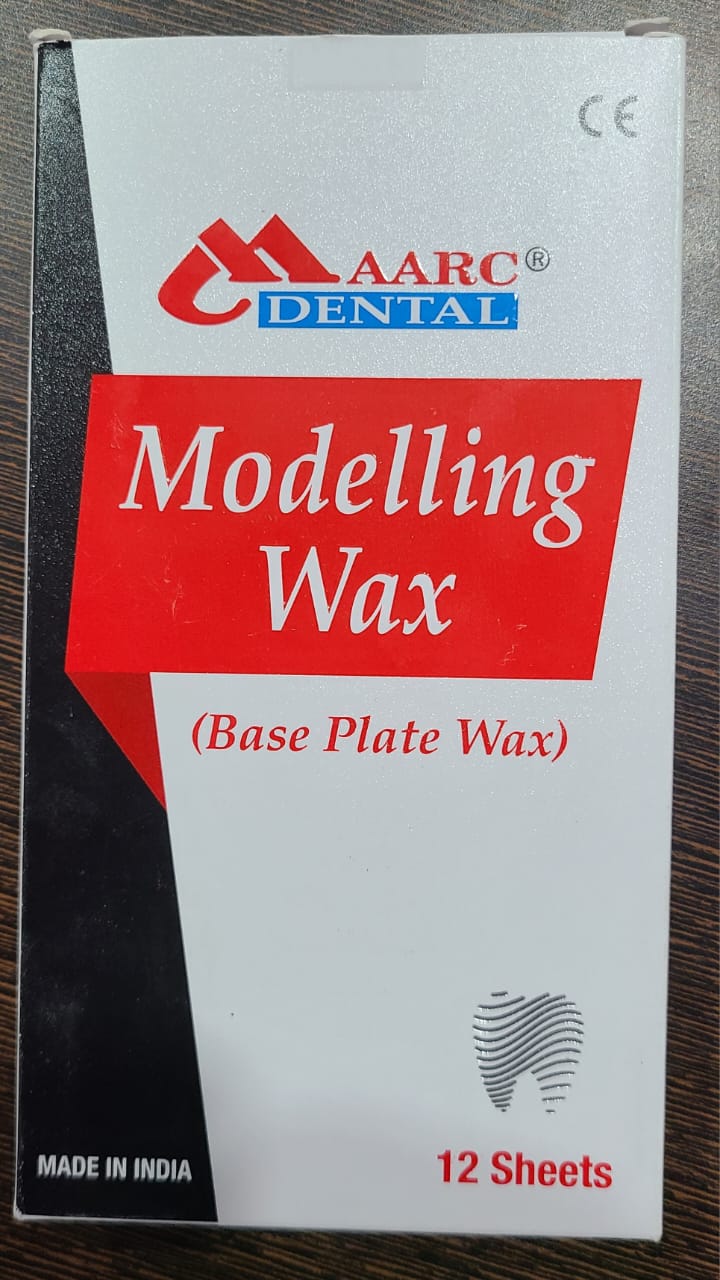 CE
MAARC®
DENTAL
Modelling
Wax
(Base Plate Wax)
MADE IN INDIA
12 Sheets